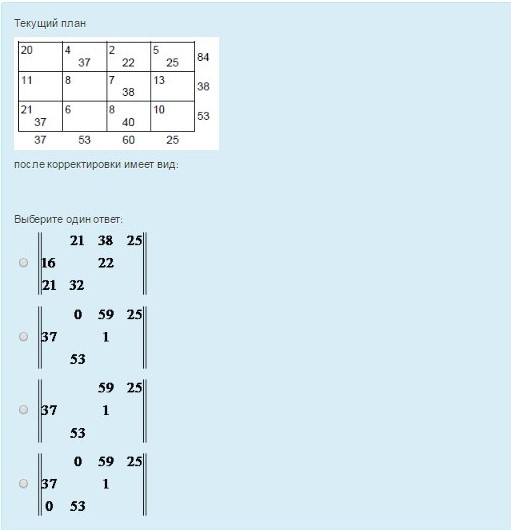 Текущий план
20 4 2 5
37 22 25 84
11 8 7 13
38 38
21 6 8 10
37 40 53
37 53 60 25
после корректировки имеет вид:
Выберите один ответ:
21 38 25
16 22
21 32
0 59 25
37 1
53
59 25
37 1
53
0 59 25
37 1
0 53